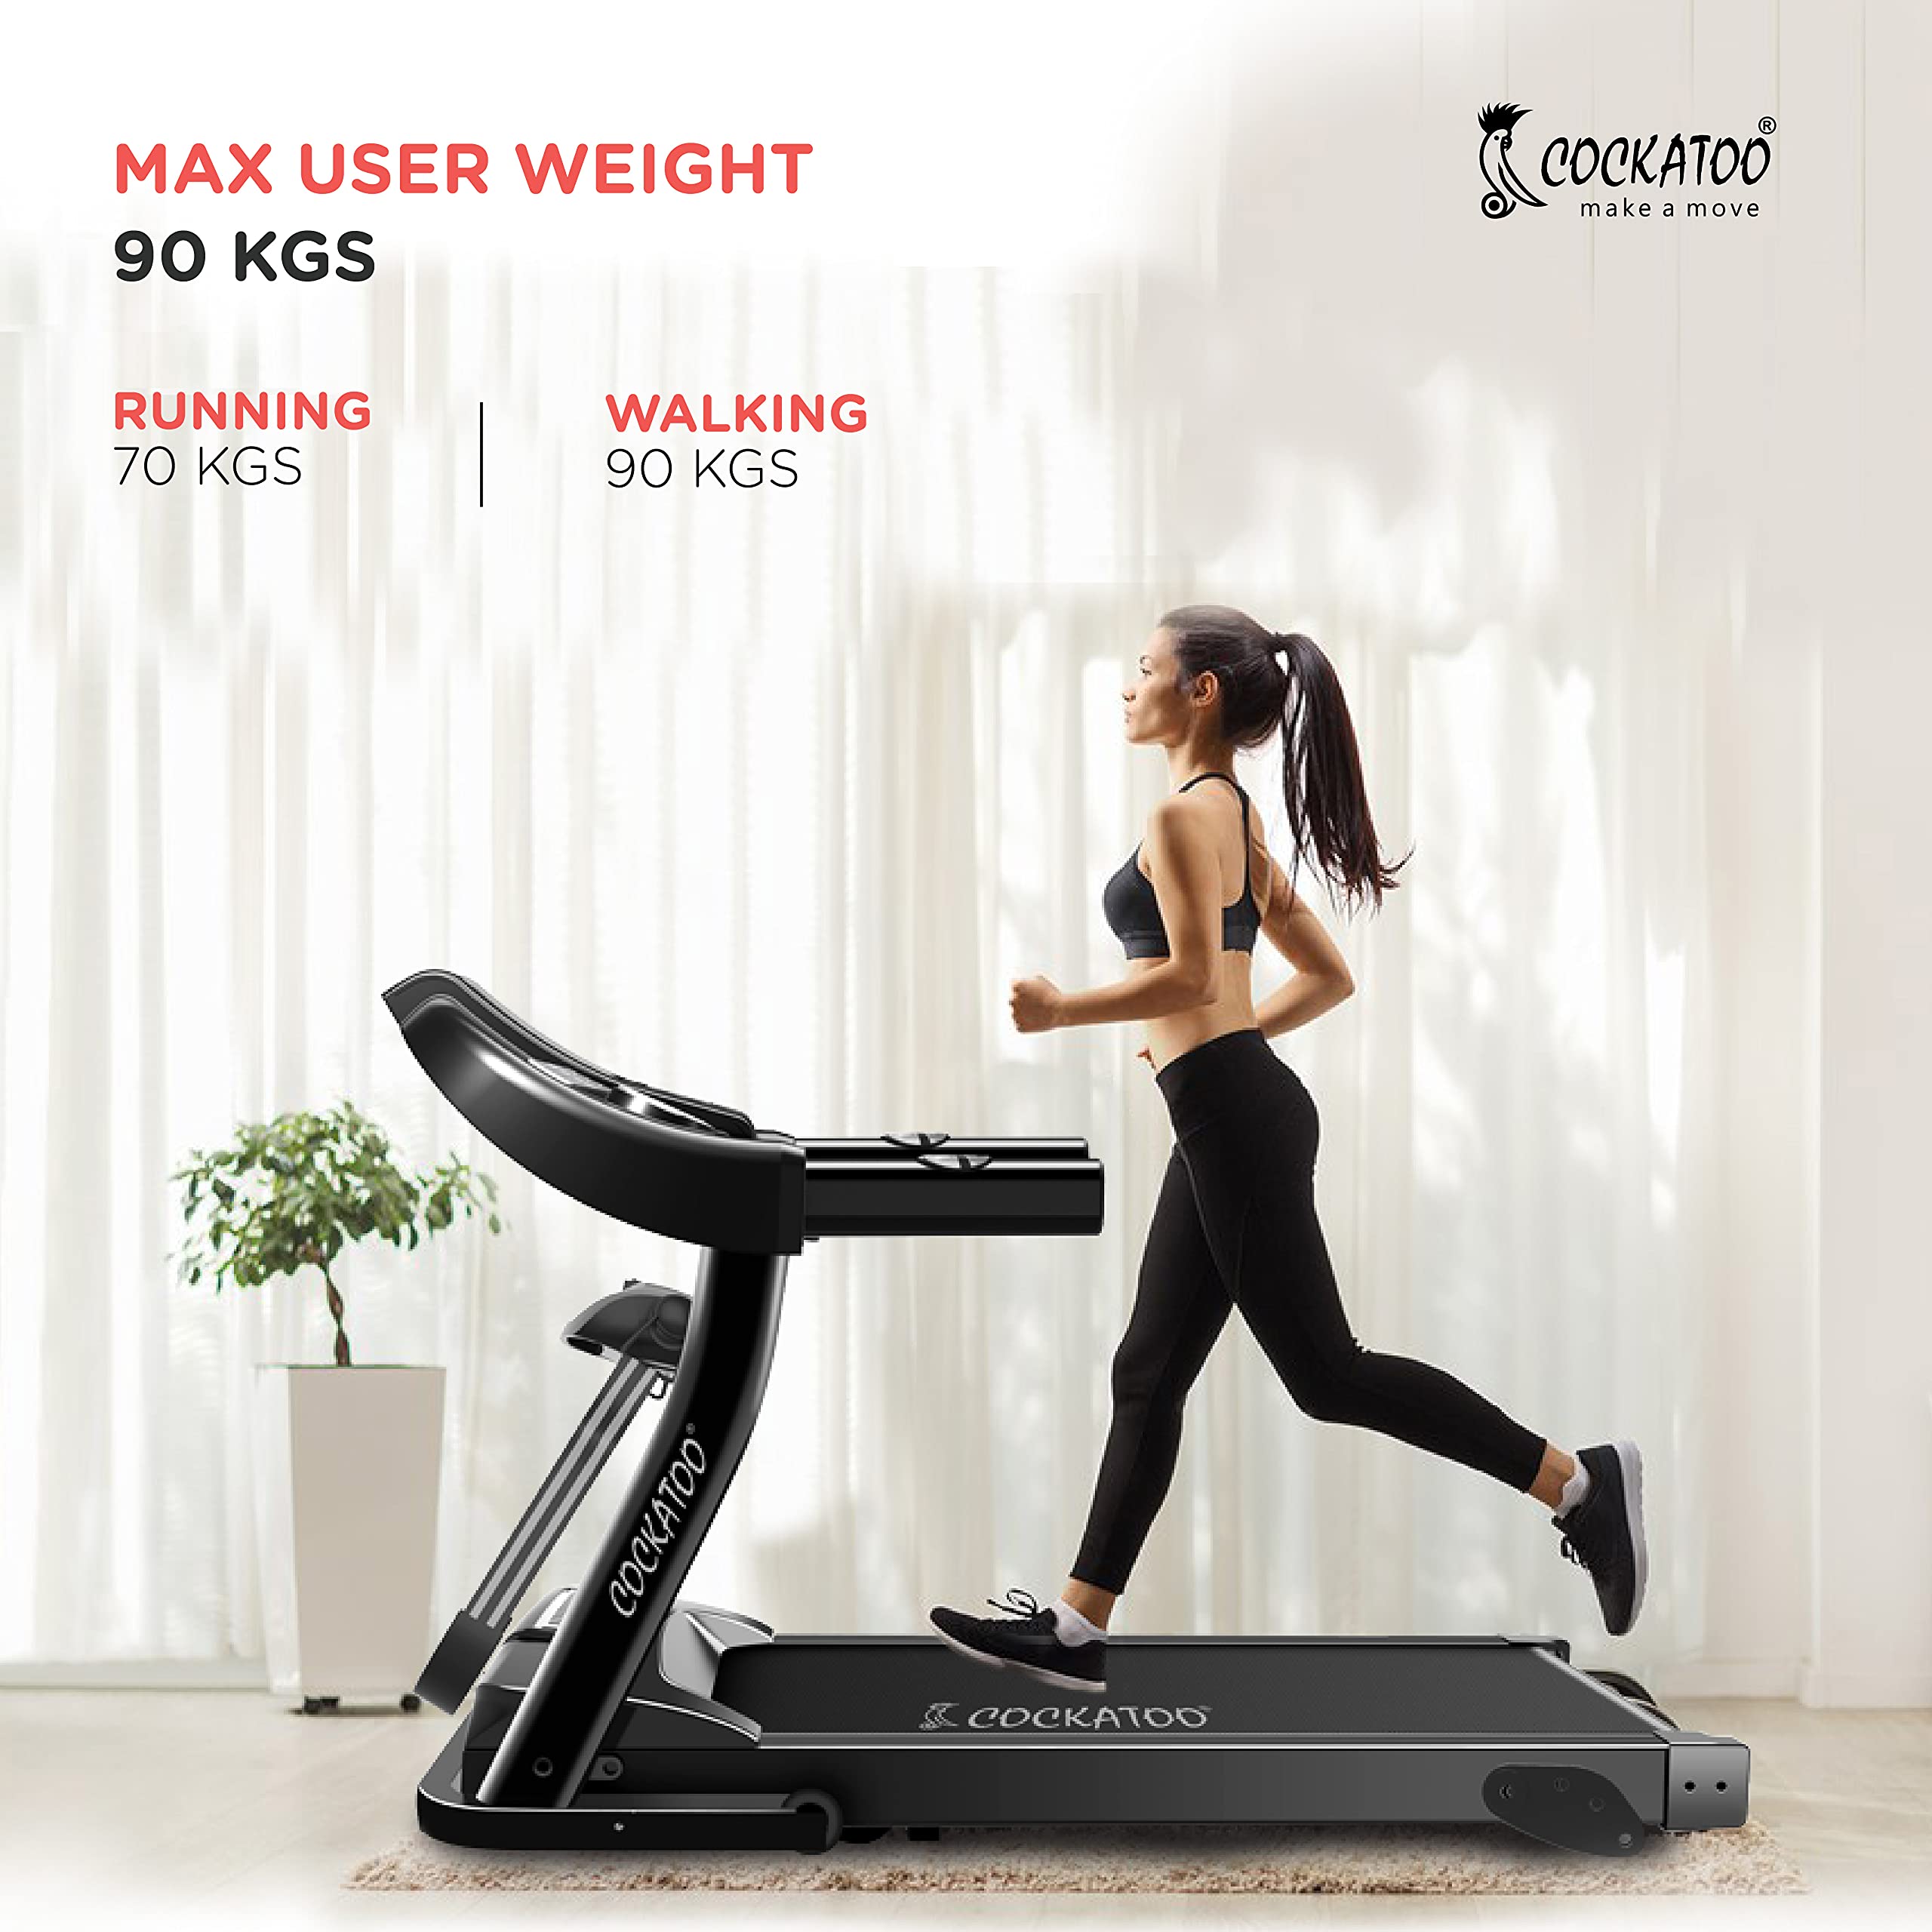 MAX USER WEIGHT
90 KGS
COCKATOO®
make a move
RUNNING
70 KGS
WALKING
90 KGS
COCKATOO®
COCKATOO®